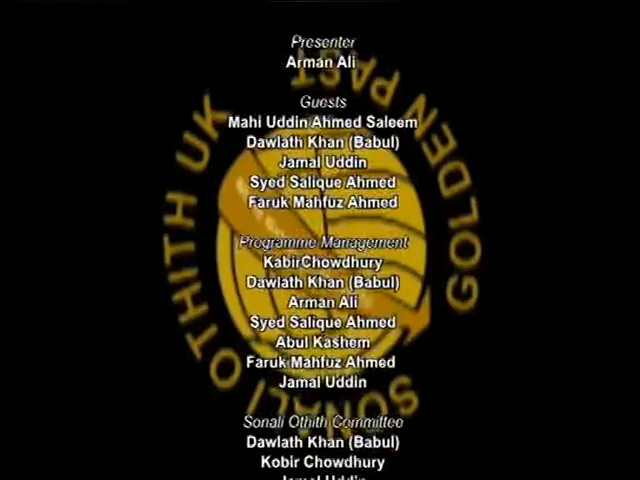 Presenter
Arman Ali
Guests
Mahi Uddin Ahmed Saleem
Dawlath Khan (Babul)
Jamal Uddin
Syed Salique Ahmed
Faruk Mahfuz Ahmed
Programme Management
KabirChowdhury
Dawlath Khan (Babul)
Arman Ali
Syed Salique Ahmed
Abul Kashem
Faruk Mahfuz Ahmed
Jamal Uddin
Sonali Othith Committee
Dawlath Khan (Babul)
Kobir Chowdhury
Jamal Uddin
SONALI OTHITH UK
GOLDEN PAST